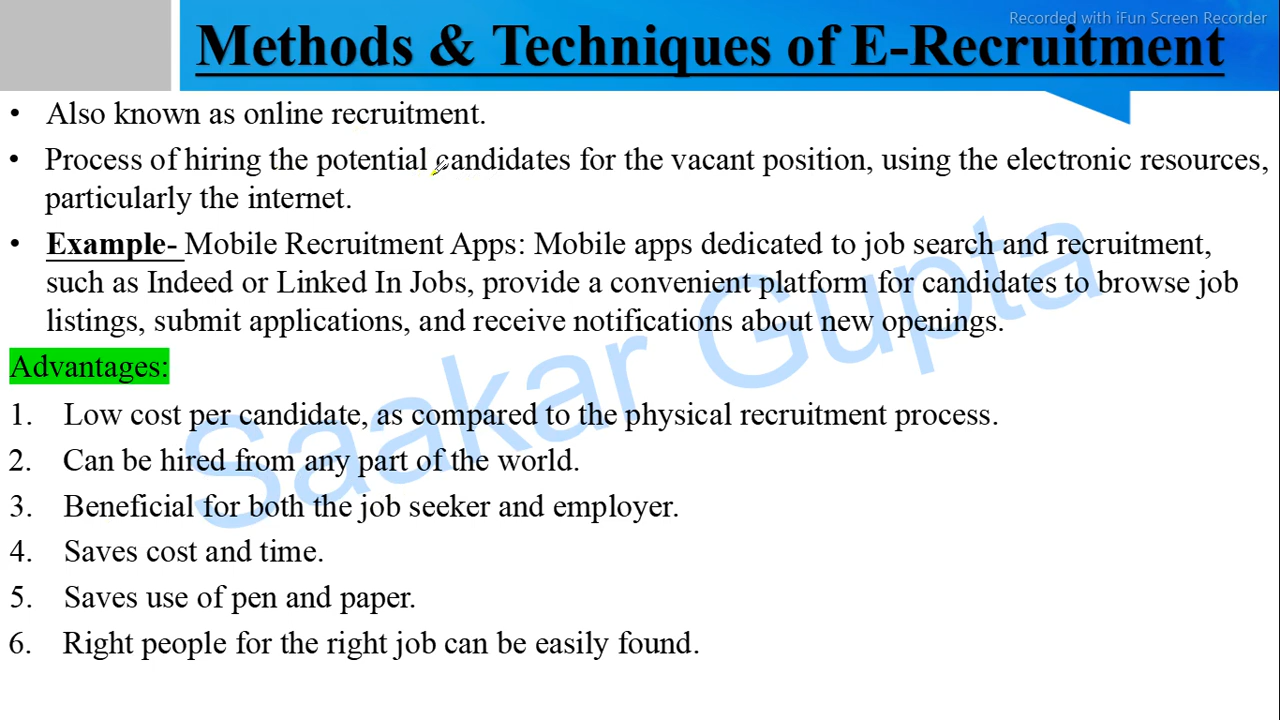 Recorded with iFun Screen Recorder
Methods & Techniques of E-Recruitment
• Also known as online recruitment.
• Process of hiring the potential candidates for the vacant position, using the electronic resources,
particularly the internet.
• Example- Mobile Recruitment Apps: Mobile apps dedicated to job search and recruitment,
such as Indeed or Linked In Jobs, provide a convenient platform for candidates to browse job
listings, submit applications, and receive notifications about new openings.
Advantages:
1. Low cost per candidate, as compared to the physical recruitment process.
2. Can be hired from any part of the world.
3. Beneficial for both the job seeker and employer.
4. Saves cost and time.
5. Saves use of pen and paper.
6. Right people for the right job can be easily found.
Saakar Gupta